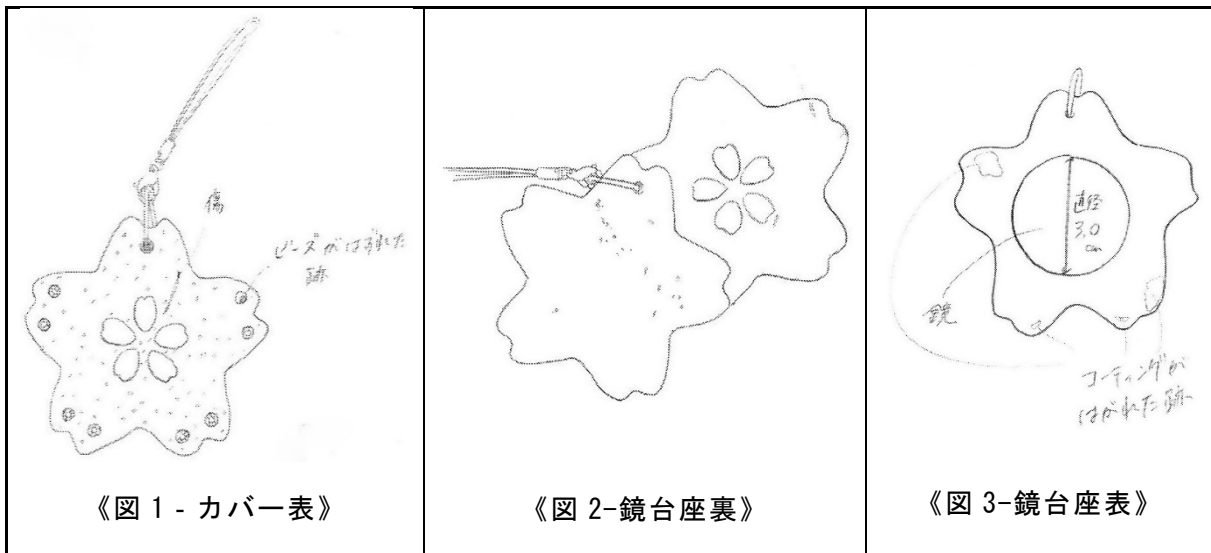 傷
ビーズがはずれた
跡
《図 1 - カバー表》
《図 2-鏡台座裏》
直径
3.0
cm
鏡
コーティングが
はがれた跡
《図 3-鏡台座表》